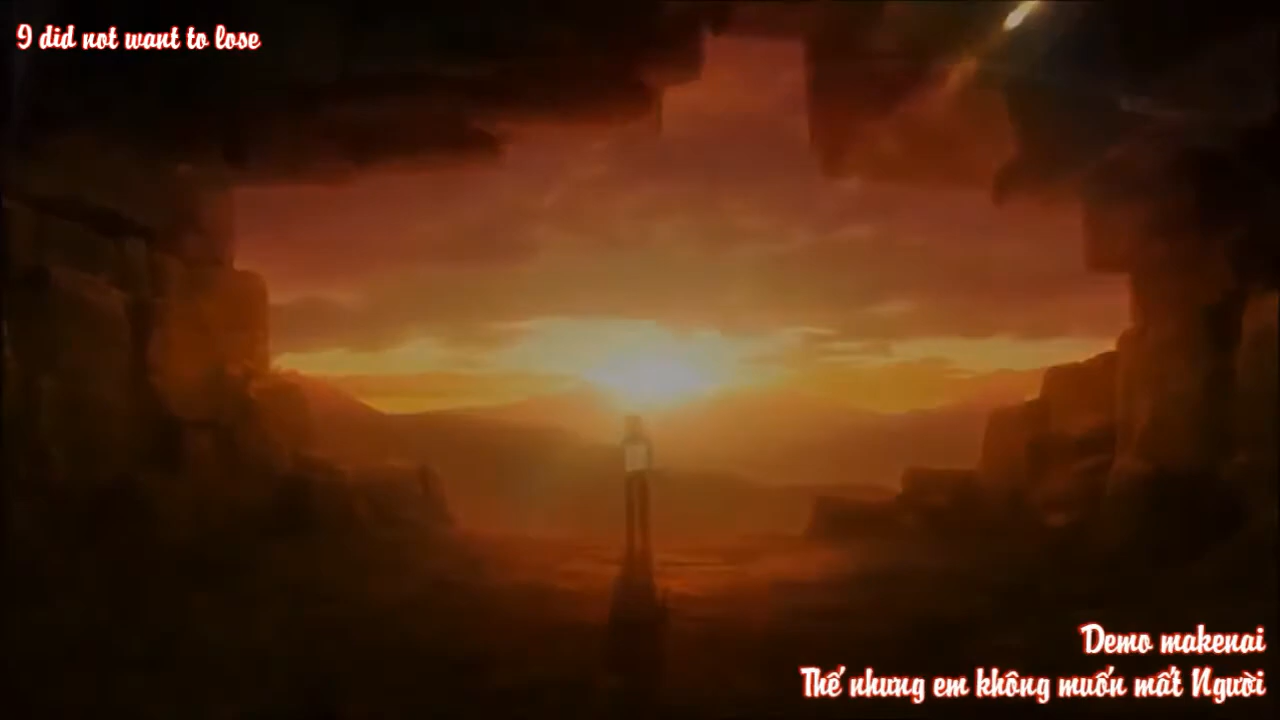 I did not want to lose
Demo makenai
Thế nhưng em không muốn mất Người